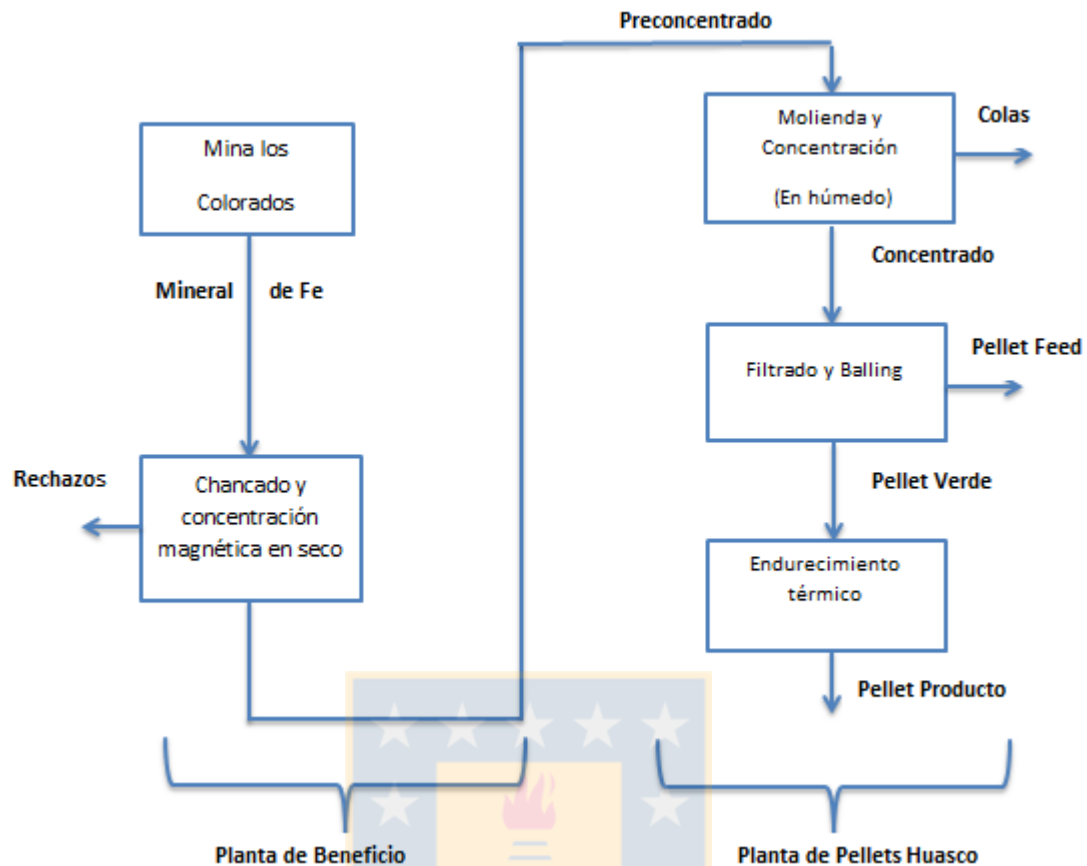 Mina los
Colorados
Mineral de Fe
Rechazos
Chancado y
concentración
magnética en seco
Planta de Beneficio
Preconcentrado
Molienda y
Concentración
(En húmedo)
Colas
Concentrado
Filtrado y Balling
Pellet Feed
Pellet Verde
Endurecimiento
térmico
Pellet Producto
Planta de Pellets Huasco